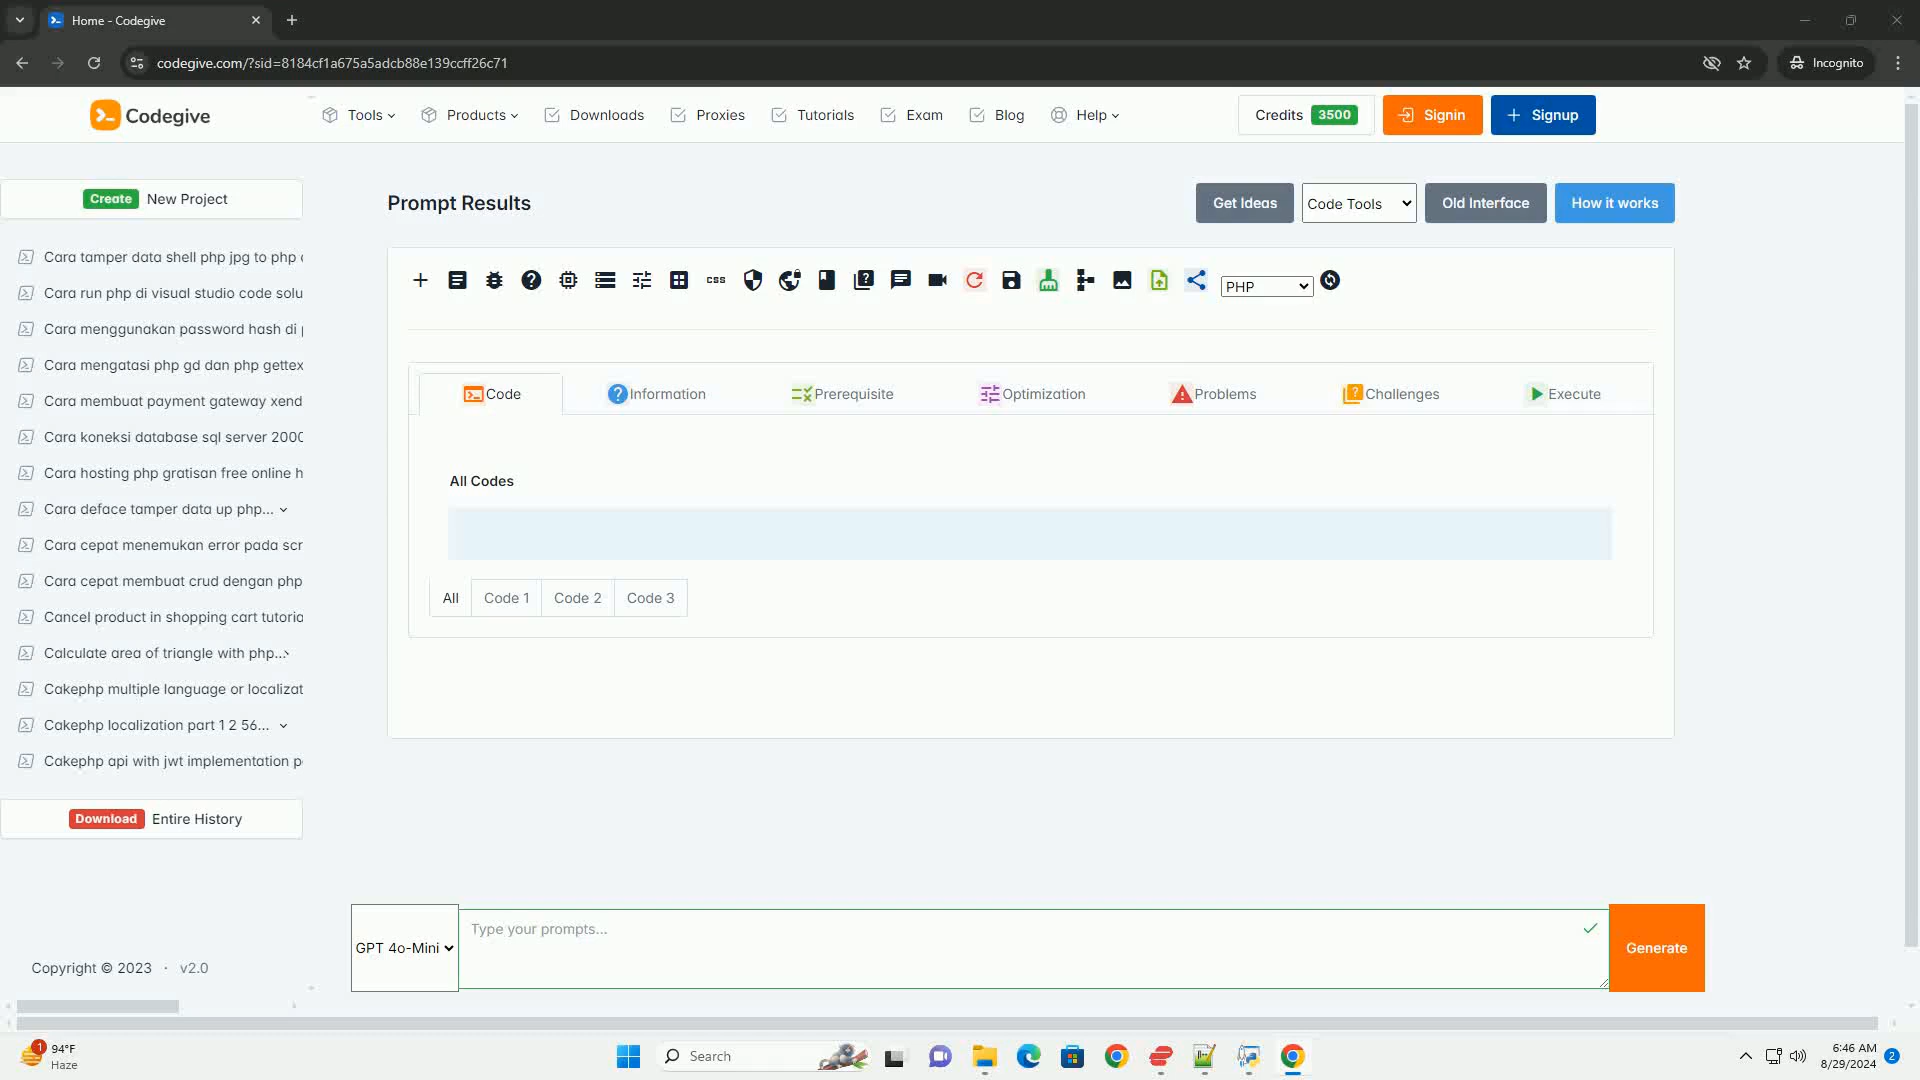 Home - Codegive
codegive.com/?sid=8184cf1a675a5adcb88e139ccff26c71
Incognito
Codegive
Tools
Products
Downloads
Proxies
Tutorials
Exam
Blog
Help
Credits 3500
Signin
Signup
Create New Project
Cara tamper data shell php jpg to php
Cara run php di visual studio code solu
Cara menggunakan password hash di
Cara mengatasi php gd dan php gettex
Cara membuat payment gateway xend
Cara koneksi database sql server 2000
Cara hosting php gratisan free online h
Cara deface tamper data up php...
Cara cepat menemukan error pada scr
Cara cepat membuat crud dengan php
Cancel product in shopping cart tutoria
Calculate area of triangle with php...
Cakephp multiple language or localizat
Cakephp localization part 1 2 56...
Cakephp api with jwt implementation p
Download Entire History
Copyright © 2023 · v2.0
Prompt Results
Get Ideas
Code Tools
Old Interface
How it works
css
PHP
Code
Information
Prerequisite
Optimization
Problems
Challenges
Execute
All Codes
All
Code 1
Code 2
Code 3
GPT 4o-Mini
Type your prompts...
Generate
1
94°F
Haze
Search
6:46 AM
8/29/2024
2